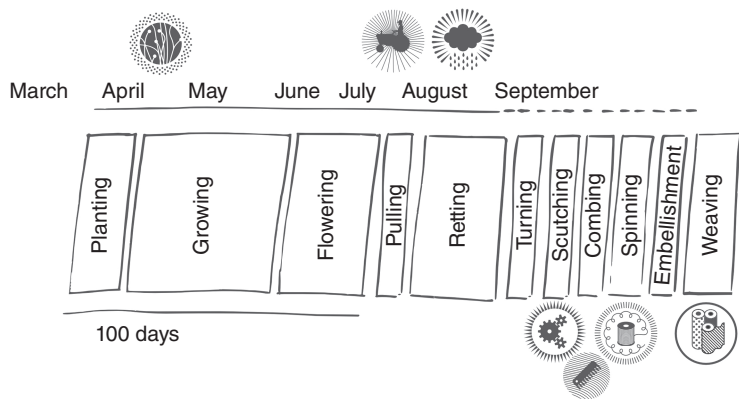 March April May June July August September
Planting
Growing
Flowering
Pulling
Retting
Turning
Scutching
Combing
Spinning
Embellishment
Weaving
100 days